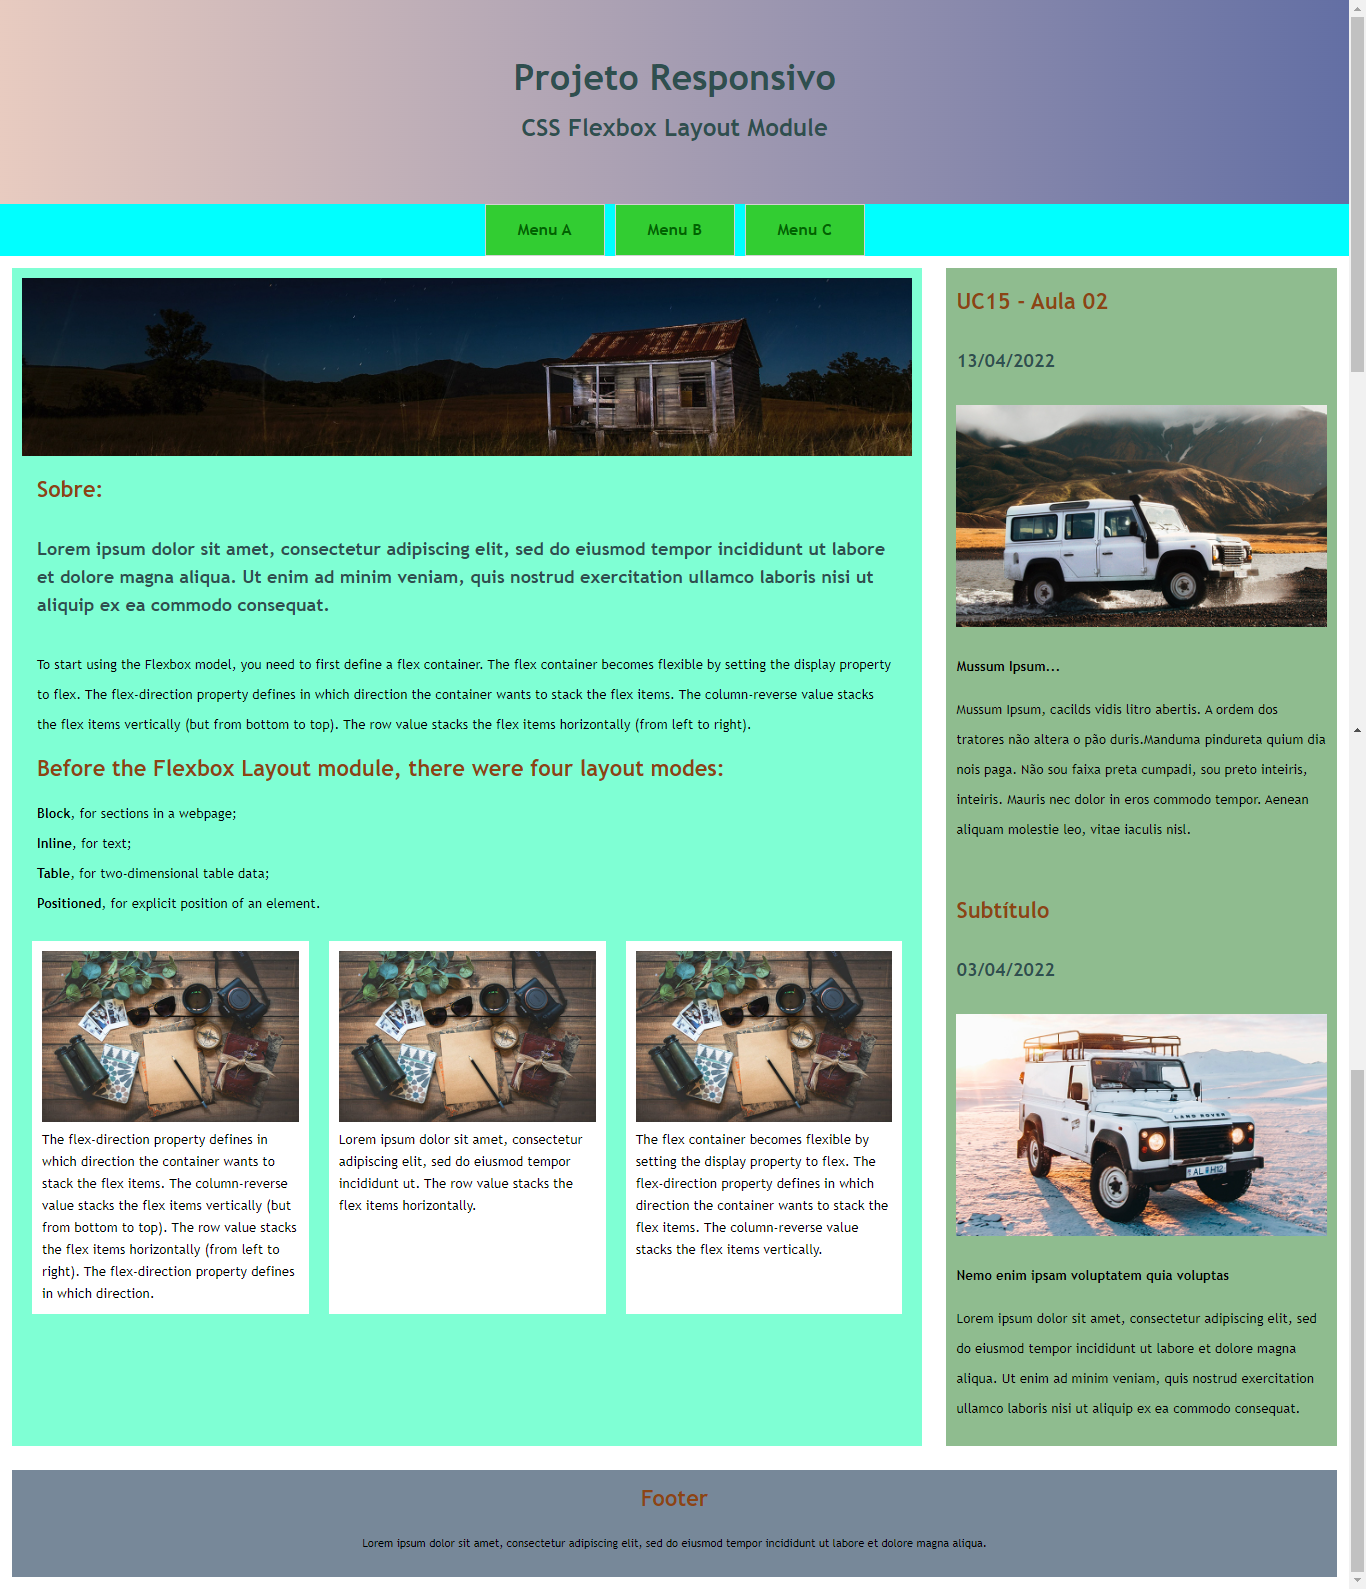 Projeto Responsivo
CSS Flexbox Layout Module
Menu A
Menu B
Menu C
Sobre:
Lorem ipsum dolor sit amet, consectetur adipiscing elit, sed do eiusmod tempor incididunt ut labore
et dolore magna aliqua. Ut enim ad minim veniam, quis nostrud exercitation ullamco laboris nisi ut
aliquip ex ea commodo consequat.
To start using the Flexbox model, you need to first define a flex container. The flex container becomes flexible by setting the display property
to flex. The flex-direction property defines in which direction the container wants to stack the flex items. The column-reverse value stacks
the flex items vertically (but from bottom to top). The row value stacks the flex items horizontally (from left to right).
Before the Flexbox Layout module, there were four layout modes:
Block, for sections in a webpage;
Inline, for text;
Table, for two-dimensional table data;
Positioned, for explicit position of an element.
The flex-direction property defines in
which direction the container wants to
stack the flex items. The column-reverse
value stacks the flex items vertically (but
from bottom to top). The row value stacks
the flex items horizontally (from left to
right). The flex-direction property defines
in which direction.
Lorem ipsum dolor sit amet, consectetur
adipiscing elit, sed do eiusmod tempor
incididunt ut. The row value stacks the
flex items horizontally.
The flex container becomes flexible by
setting the display property to flex. The
flex-direction property defines in which
direction the container wants to stack the
flex items. The column-reverse value
stacks the flex items vertically.
UC15 - Aula 02
13/04/2022
Mussum Ipsum...
Mussum Ipsum, cacilds vidis litro abertis. A ordem dos
tratores não altera o pão duris.Manduma pindureta quium dia
nois paga. Não sou faixa preta cumpadi, sou preto inteiris,
inteiris. Mauris nec dolor in eros commodo tempor. Aenean
aliquam molestie leo, vitae iaculis nisl.
Subtítulo
03/04/2022
LAND ROVER
AL H12
Nemo enim ipsam voluptatem quia voluptas
Lorem ipsum dolor sit amet, consectetur adipiscing elit, sed
do eiusmod tempor incididunt ut labore et dolore magna
aliqua. Ut enim ad minim veniam, quis nostrud exercitation
ullamco laboris nisi ut aliquip ex ea commodo consequat.
Footer
Lorem ipsum dolor sit amet, consectetur adipiscing elit, sed do eiusmod tempor incididunt ut labore et dolore magna aliqua.